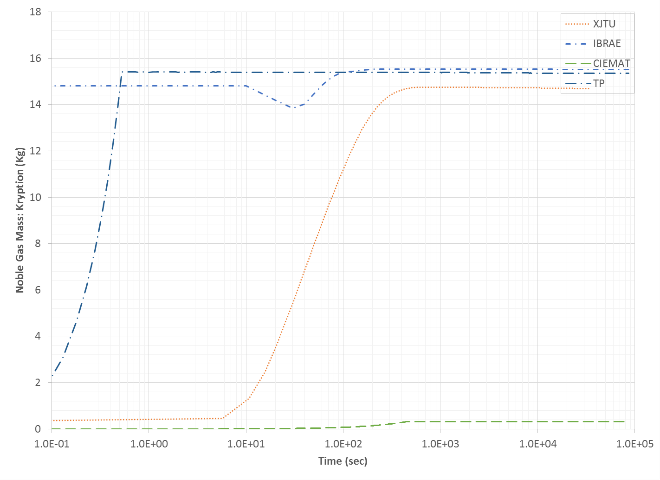 18
16
14
12
10
8
6
4
2
0
Noble Gas Mass: Kryption (Kg)
XJTU
IBRAE
CIEMAT
TP
1.0E-01 1.0E+00 1.0E+01 1.0E+02 1.0E+03 1.0E+04 1.0E+05
Time (sec)